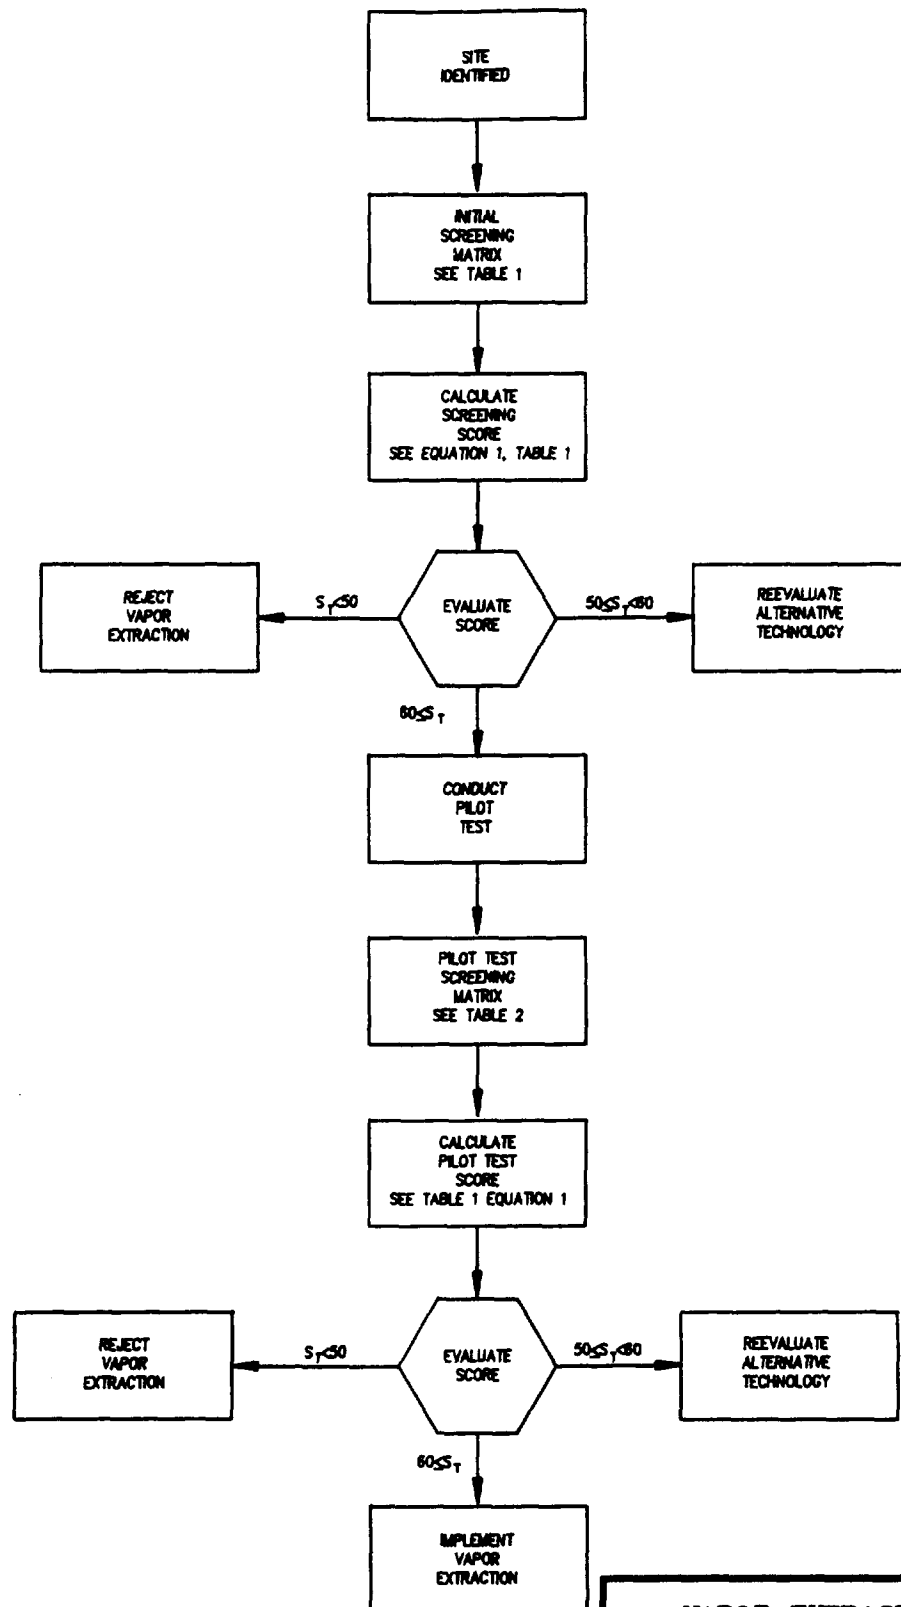 SITE
IDENTIFIED
INITIAL
SCREENING
MATRIX
SEE TABLE 1
CALCULATE
SCREENING
SCORE
SEE EQUATION 1, TABLE 1
EVALUATE
SCORE
S_T<50
REJECT
VAPOR
EXTRACTION
50≤S_T<60
REEVALUATE
ALTERNATIVE
TECHNOLOGY
60≤S_T
CONDUCT
PILOT
TEST
PILOT TEST
SCREENING
MATRIX
SEE TABLE 2
CALCULATE
PILOT TEST
SCORE
SEE TABLE 1 EQUATION 1
EVALUATE
SCORE
S_T<50
REJECT
VAPOR
EXTRACTION
50≤S_T<60
REEVALUATE
ALTERNATIVE
TECHNOLOGY
60≤S_T
IMPLEMENT
VAPOR
EXTRACTION